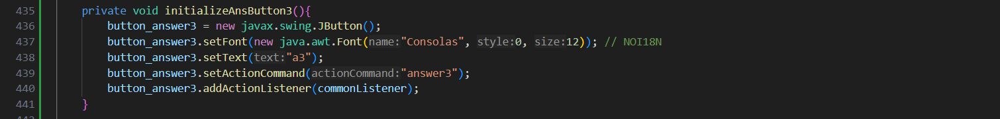 435 private void initializeAnsButton3(){
436 button_answer3 = new javax.swing.JButton();
437 button_answer3.setFont(new java.awt.Font(name:"Consolas", style:0, size:12)); // NOI18N
438 button_answer3.setText(text:"a3");
439 button_answer3.setActionCommand(actionCommand:"answer3");
440 button_answer3.addActionListener(commonListener);
441 }
442